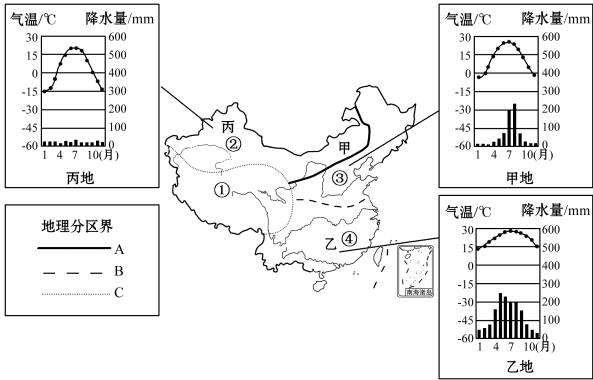 气温/℃ 降水量/mm
30 600
15 500
0 400
-15 300
-30 200
-45 100
-60 0
1 4 7 10(月)
丙地
地理分区界
A
B
C
丙
②
甲
①
③
乙
④
南海诸岛
气温/℃ 降水量/mm
30 600
15 500
0 400
-15 300
-30 200
-45 100
-60 0
1 4 7 10(月)
甲地
气温/℃ 降水量/mm
30 600
15 500
0 400
-15 300
-30 200
-45 100
-60 0
1 4 7 10(月)
乙地